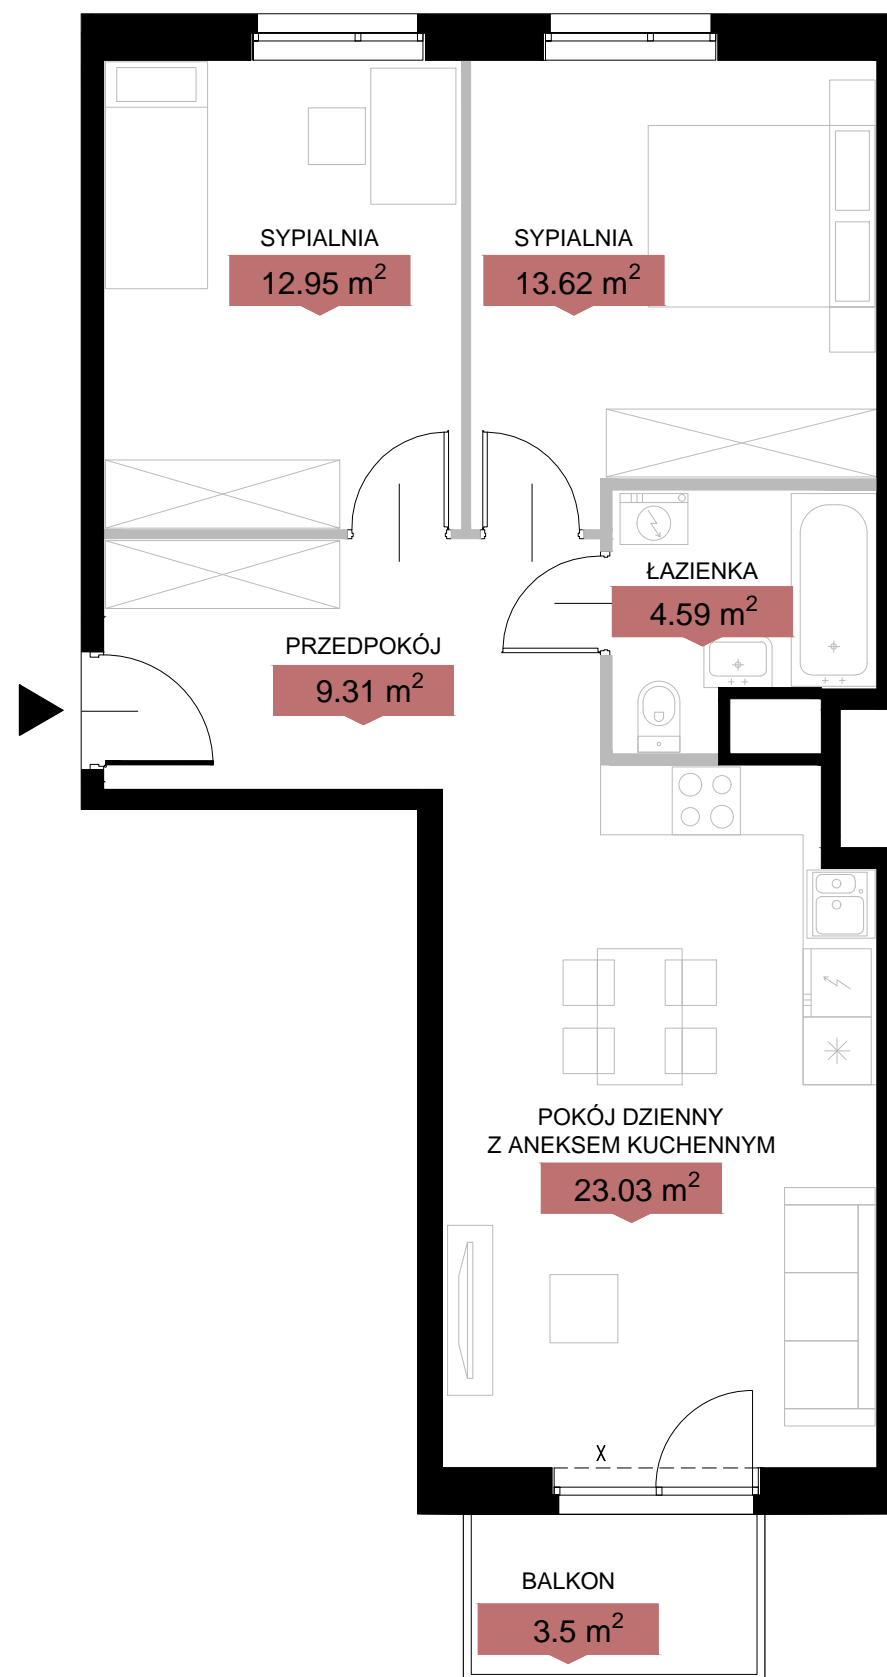 SYPIALNIA
12.95 m²
SYPIALNIA
13.62 m²
ŁAZIENKA
4.59 m²
PRZEDPOKÓJ
9.31 m²
POKÓJ DZIENNY
Z ANEKSEM KUCHENNYM
23.03 m²
X
BALKON
3.5 m²